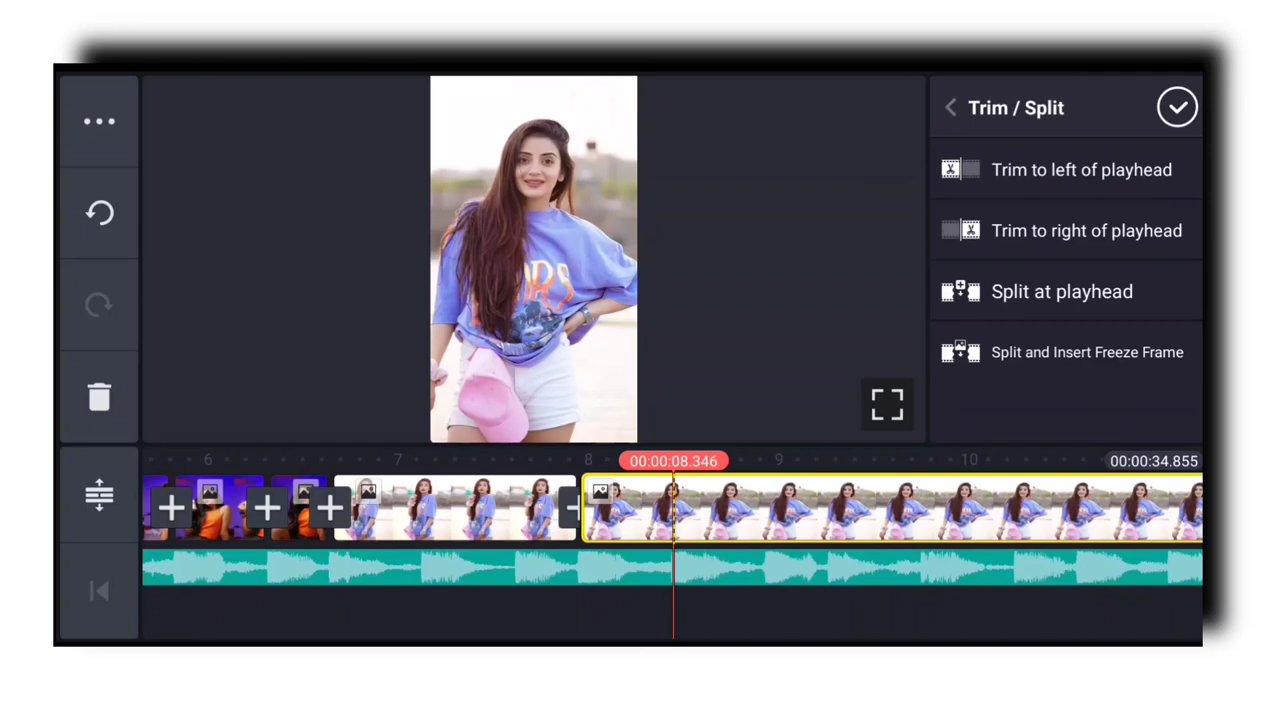 Trim / Split
Trim to left of playhead
Trim to right of playhead
Split at playhead
Split and Insert Freeze Frame
6
7
8
00:00:08.346
9
10
00:00:34.855